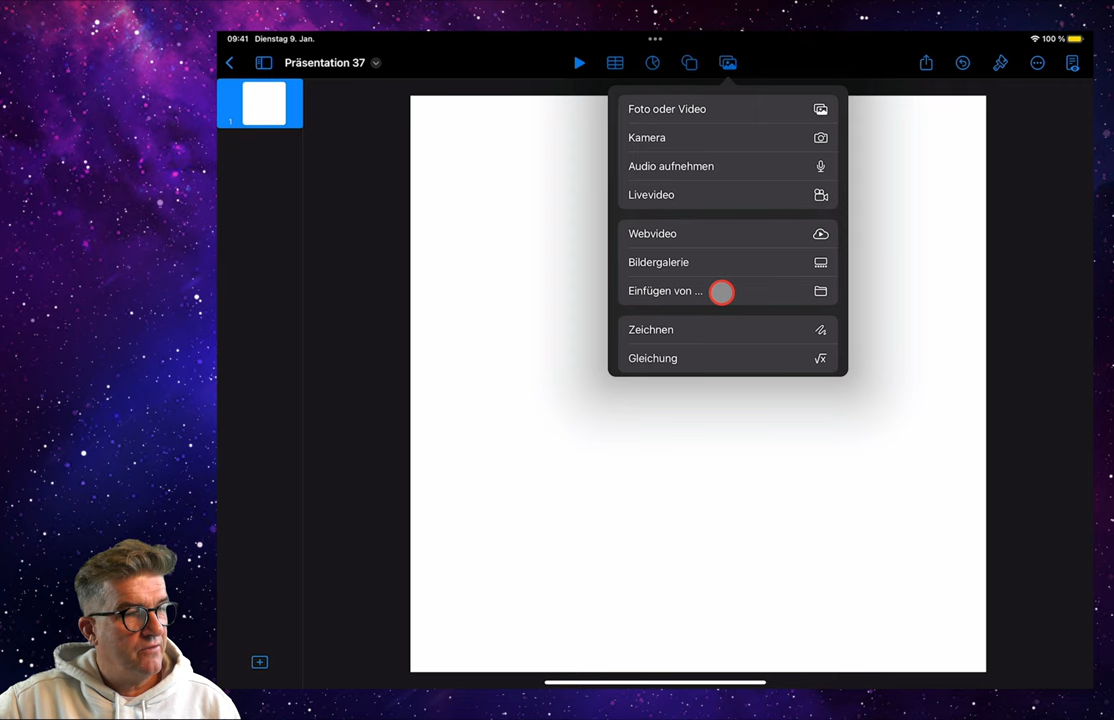 09:41 Dienstag 9. Jan.
100 %
Präsentation 37
1
Foto oder Video
Kamera
Audio aufnehmen
Livevideo
Webvideo
Bildergalerie
Einfügen von ...
Zeichnen
Gleichung